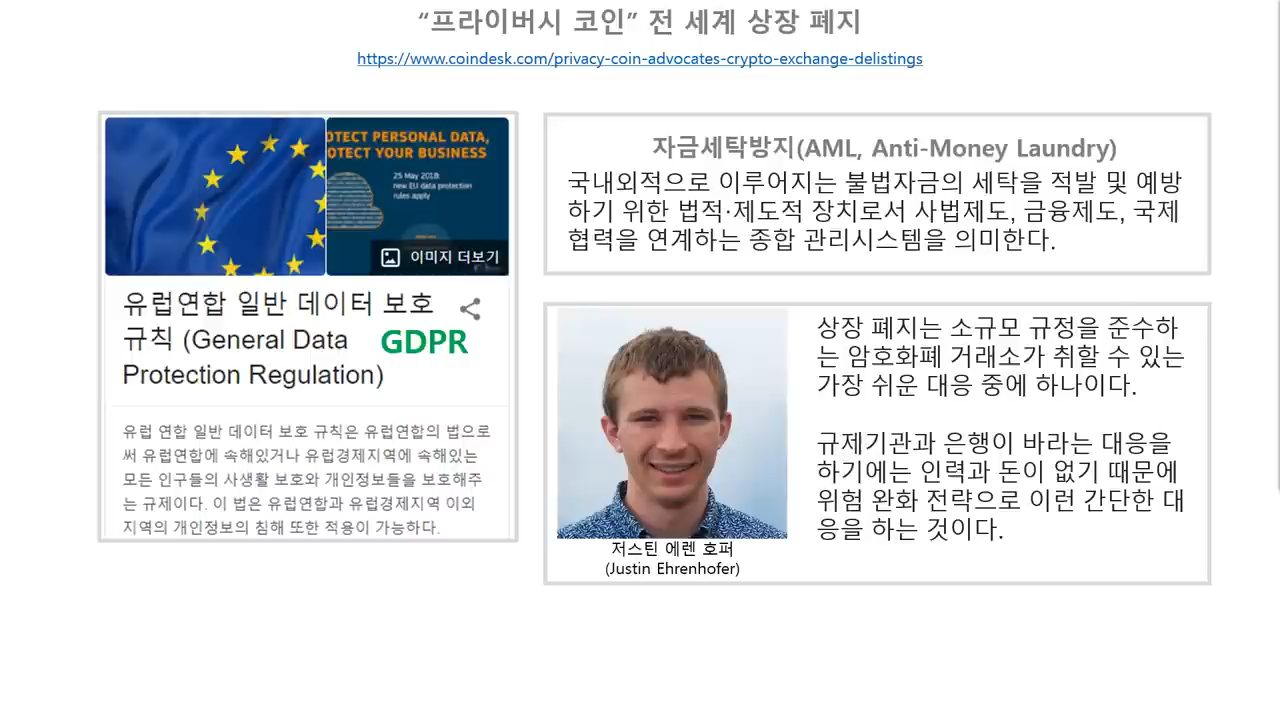 “프라이버시 코인” 전 세계 상장 폐지
https://www.coindesk.com/privacy-coin-advocates-crypto-exchange-delistings
OTECT PERSONAL DATA,
OTECT YOUR BUSINESS
25 May 2018:
new EU data protection
rules apply
이미지 더보기
유럽연합 일반 데이터 보호
규칙 (General Data
GDPR
Protection Regulation)
유럽 연합 일반 데이터 보호 규칙은 유럽연합의 법으로
써 유럽연합에 속해있거나 유럽경제지역에 속해있는
모든 인구들의 사생활 보호와 개인정보들을 보호해주
는 규제이다. 이 법은 유럽연합과 유럽경제지역 이외
지역의 개인정보의 침해 또한 적용이 가능하다.
자금세탁방지(AML, Anti-Money Laundry)
국내외적으로 이루어지는 불법자금의 세탁을 적발 및 예방
하기 위한 법적·제도적 장치로서 사법제도, 금융제도, 국제
협력을 연계하는 종합 관리시스템을 의미한다.
상장 폐지는 소규모 규정을 준수하
는 암호화폐 거래소가 취할 수 있는
가장 쉬운 대응 중에 하나이다.
규제기관과 은행이 바라는 대응을
하기에는 인력과 돈이 없기 때문에
위험 완화 전략으로 이런 간단한 대
응을 하는 것이다.
저스틴 에렌 호퍼
(Justin Ehrenhofer)